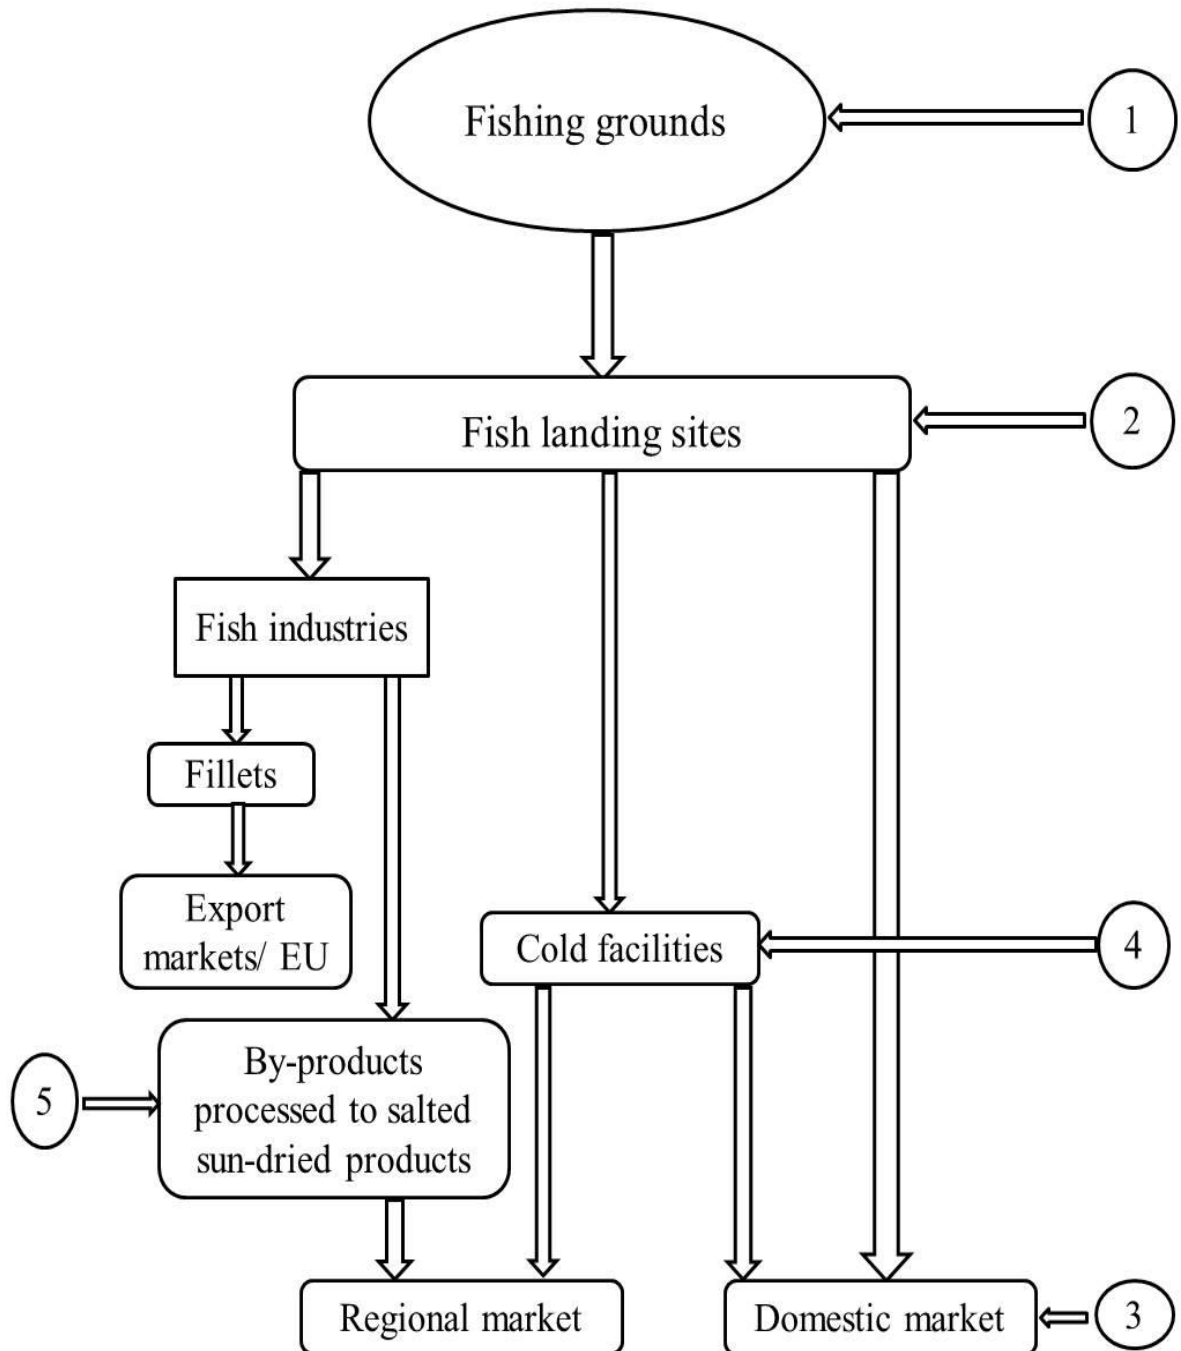 Fishing grounds
1
Fish landing sites
2
Fish industries
Fillets
Export
markets/ EU
Cold facilities
4
By-products
processed to salted
sun-dried products
5
Regional market
Domestic market
3